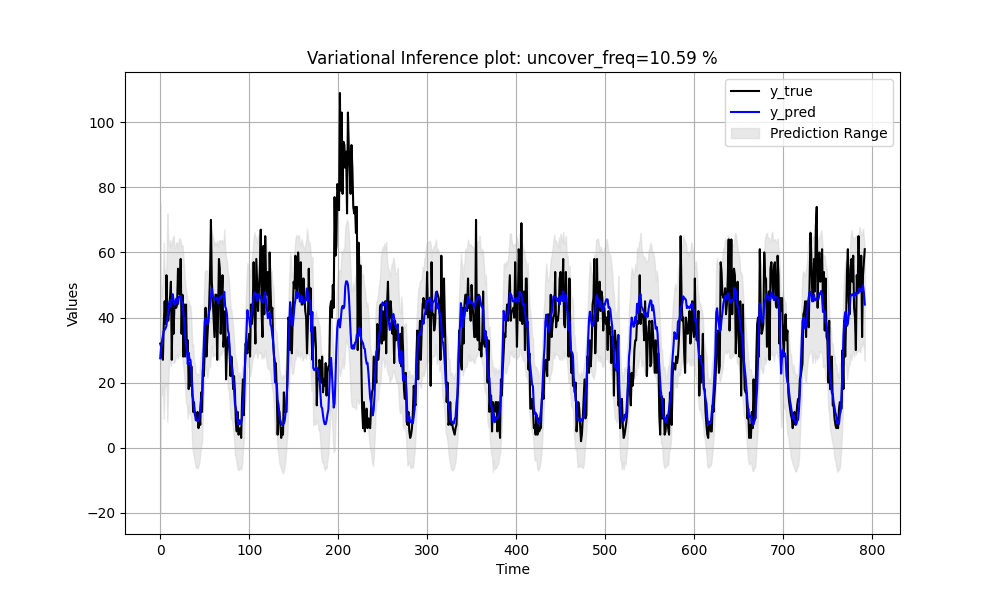 Variational Inference plot: uncover_freq=10.59 %
y_true
y_pred
Prediction Range
Values
100
80
60
40
20
0
−20
0 100 200 300 400 500 600 700 800
Time